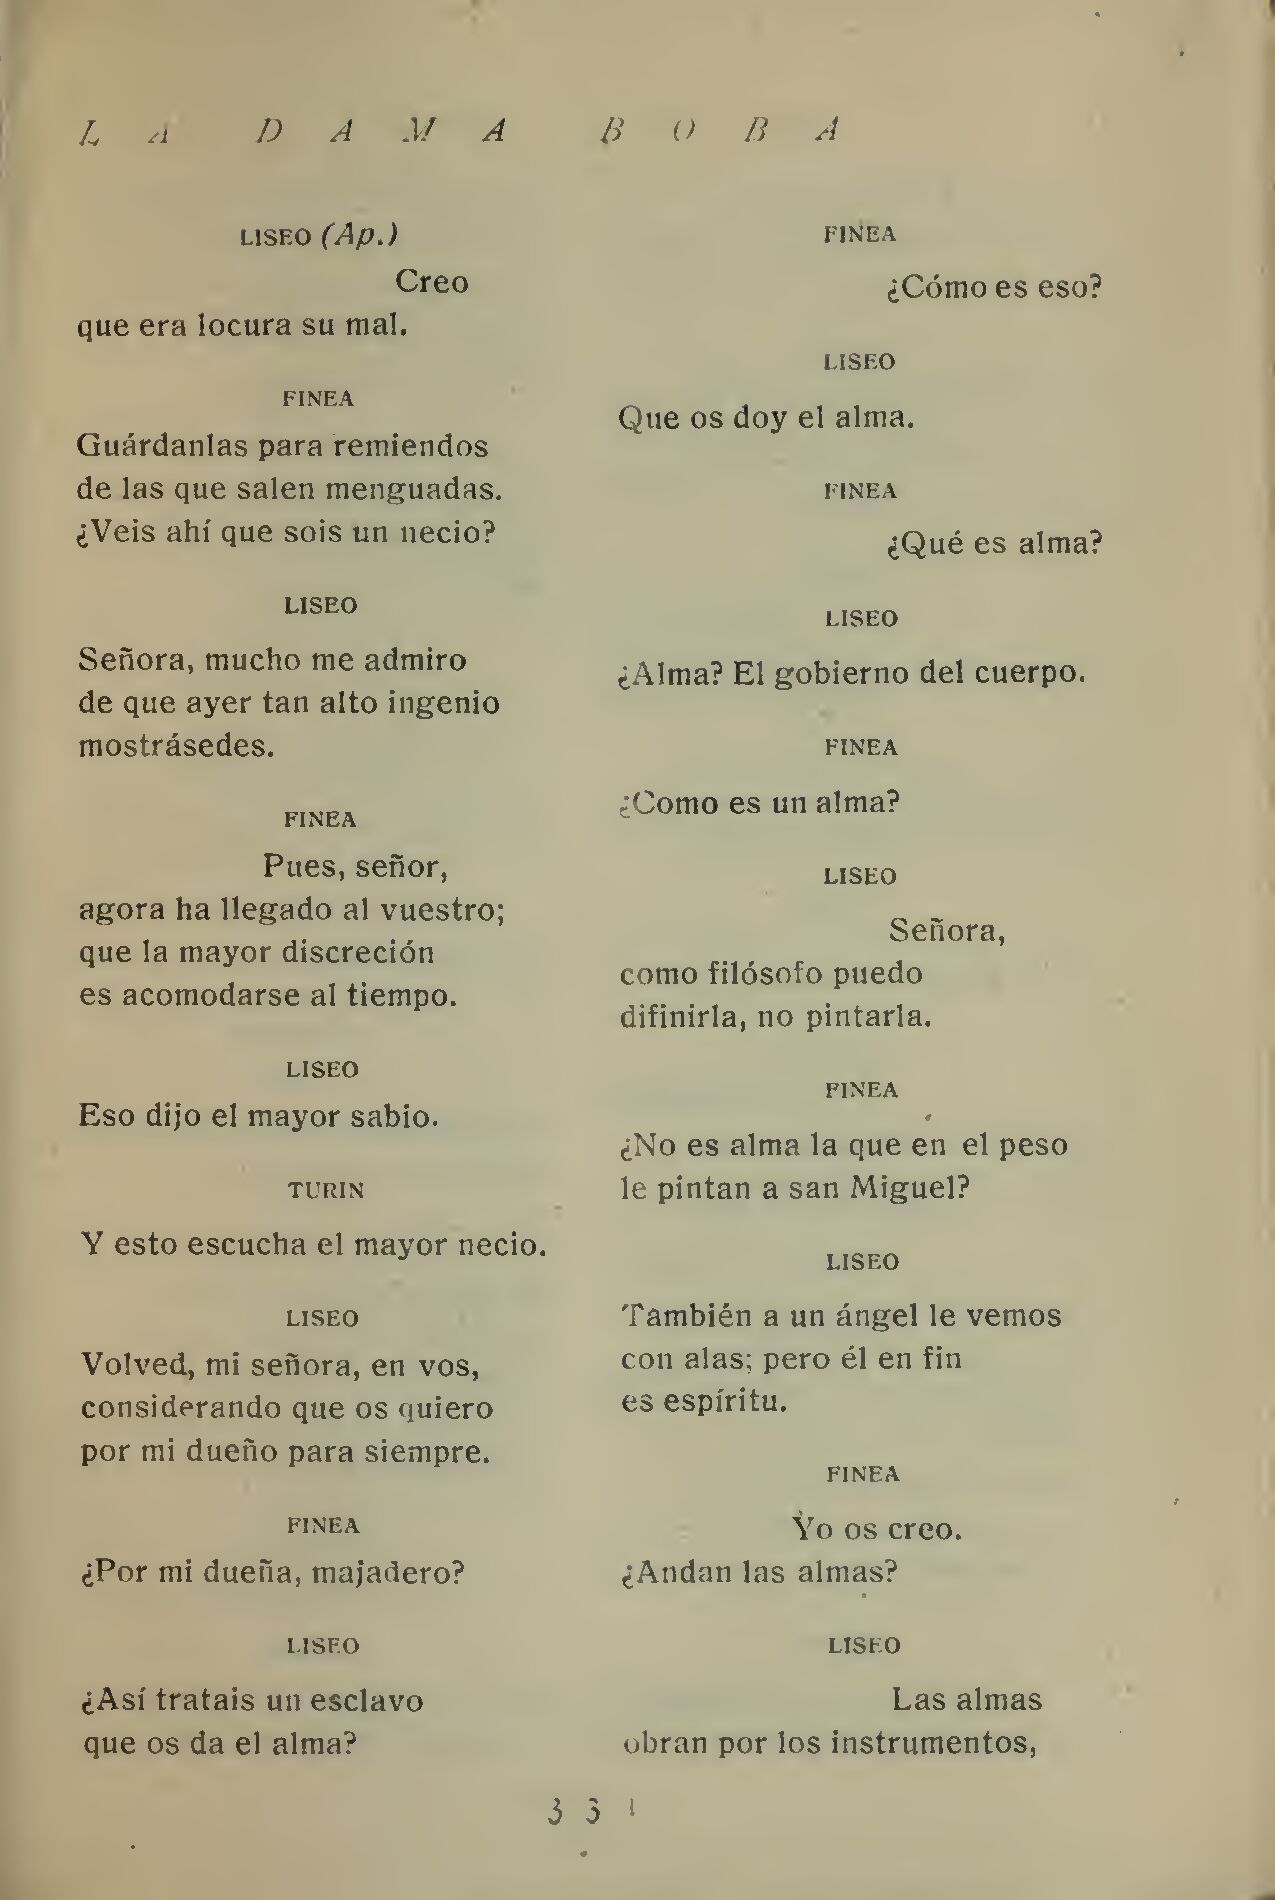 LA DAMA BOBA
LISEO (Ap.)
Creo
que era locura su mal.
FINEA
Guárdanlas para remiendos
de las que salen menguadas.
¿Veis ahí que sois un necio?
LISEO
Señora, mucho me admiro
de que ayer tan alto ingenio
mostrásedes.
FINEA
Pues, señor,
agora ha llegado al vuestro;
que la mayor discreción
es acomodarse al tiempo.
LISEO
Eso dijo el mayor sabio.
TURIN
Y esto escucha el mayor necio.
LISEO
Volved, mi señora, en vos,
considerando que os quiero
por mi dueño para siempre.
FINEA
¿Por mi dueña, majadero?
LISEO
¿Así tratais un esclavo
que os da el alma?
FINEA
¿Cómo es eso?
LISEO
Que os doy el alma.
FINEA
¿Qué es alma?
LISEO
¿Alma? El gobierno del cuerpo.
FINEA
¿Como es un alma?
LISEO
Señora,
como filósofo puedo
difinirla, no pintarla.
FINEA
¿No es alma la que en el peso
le pintan a san Miguel?
LISEO
También a un ángel le vemos
con alas; pero él en fin
es espíritu.
FINEA
Yo os creo.
¿Andan las almas?
LISEO
Las almas
obran por los instrumentos,
331